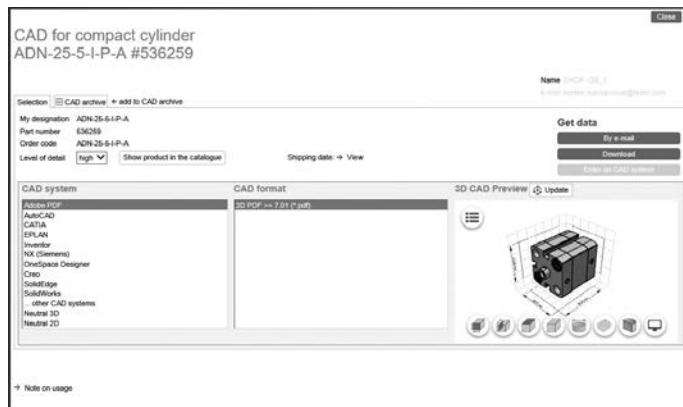 Close
CAD for compact cylinder
ADN-25-5-I-P-A #536259
Name
Selection CAD archive + add to CAD archive
My designation ADN-25-5-I-P-A
Part number 536259
Order code ADN-25-5-I-P-A
Level of detail high Show product in the catalogue Shipping date: → View
Get data
By e-mail
Download
CAD system
Adobe PDF
AutoCAD
CATIA
EPLAN
Inventor
NX (Siemens)
OneSpace Designer
Creo
SolidEdge
SolidWorks
... other CAD systems
Neutral 3D
Neutral 2D
CAD format
3D PDF >= 7.01 (*.pdf)
3D CAD Preview Update
→ Note on usage